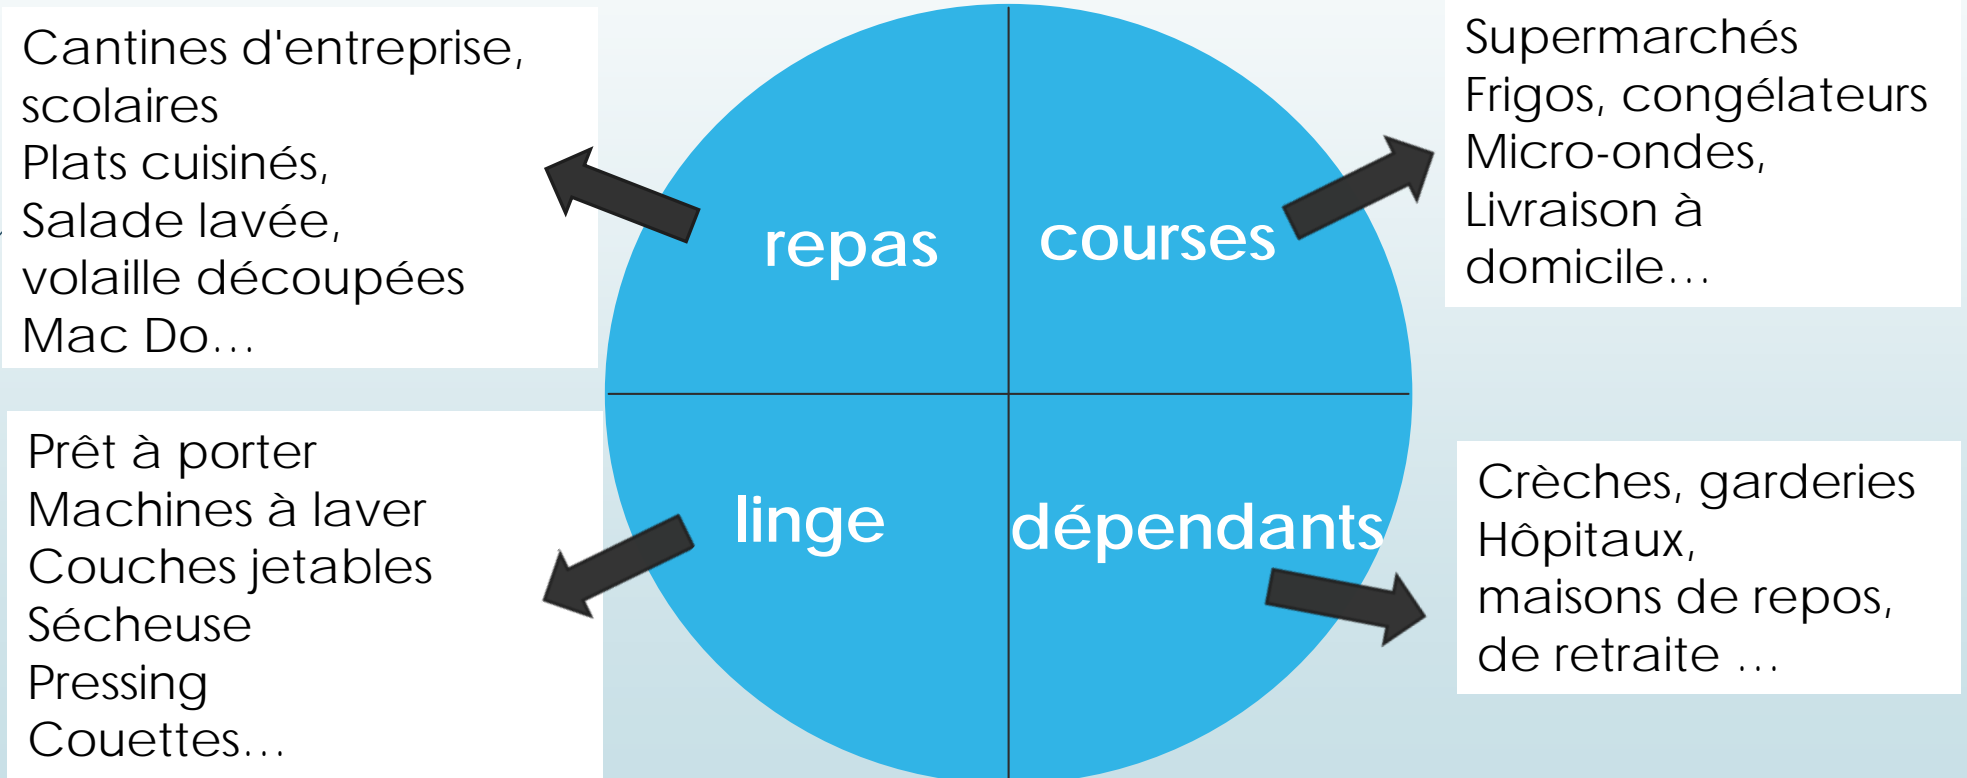 Cantines d'entreprise,
scolaires
Plats cuisinés,
Salade lavée,
volaille découpées
Mac Do…
repas
courses
Supermarchés
Frigos, congélateurs
Micro-ondes,
Livraison à
domicile…
Prêt à porter
Machines à laver
Couches jetables
Sécheuse
Pressing
Couettes…
linge
dépendants
Crèches, garderies
Hôpitaux,
maisons de repos,
de retraite …